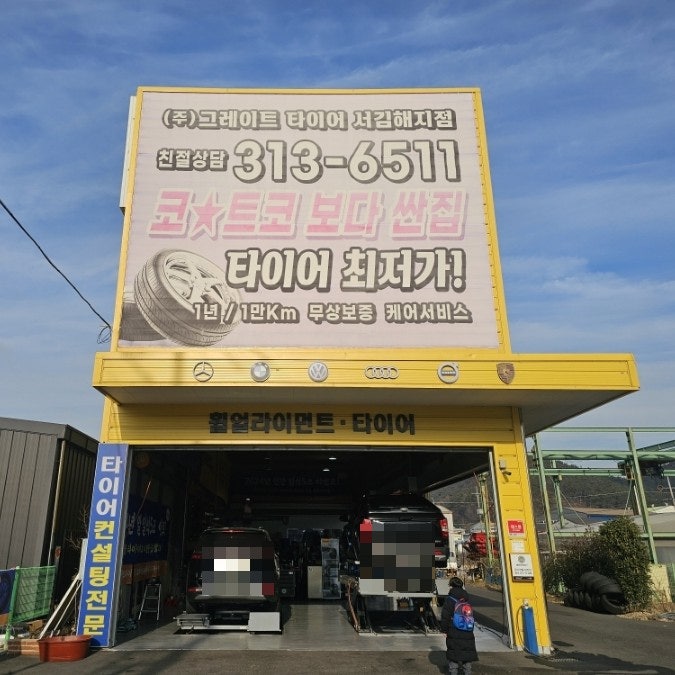 (주)그레이트 타이어 서김해지점
친절상담 313-6511
코★트코 보다 싼집
타이어 최저가!
1년 / 1만Km 무상보증 케어서비스
휠얼라이먼트·타이어
타이어컨설팅전문